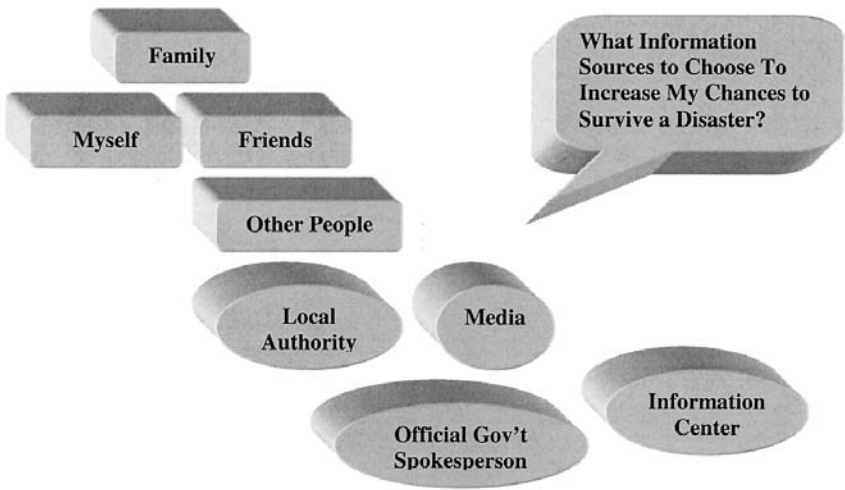 Family
What Information
Sources to Choose To
Increase My Chances to
Survive a Disaster?
Myself
Friends
Other People
Local
Authority
Media
Information
Center
Official Gov't
Spokesperson